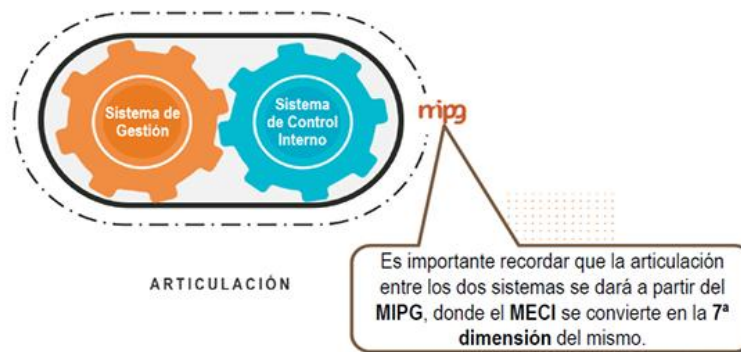 Sistema de
Gestión
Sistema
de Control
Interno
mipg
ARTICULACIÓN
Es importante recordar que la articulación
entre los dos sistemas se dará a partir del
MIPG, donde el MECI se convierte en la 7ª
dimensión del mismo.